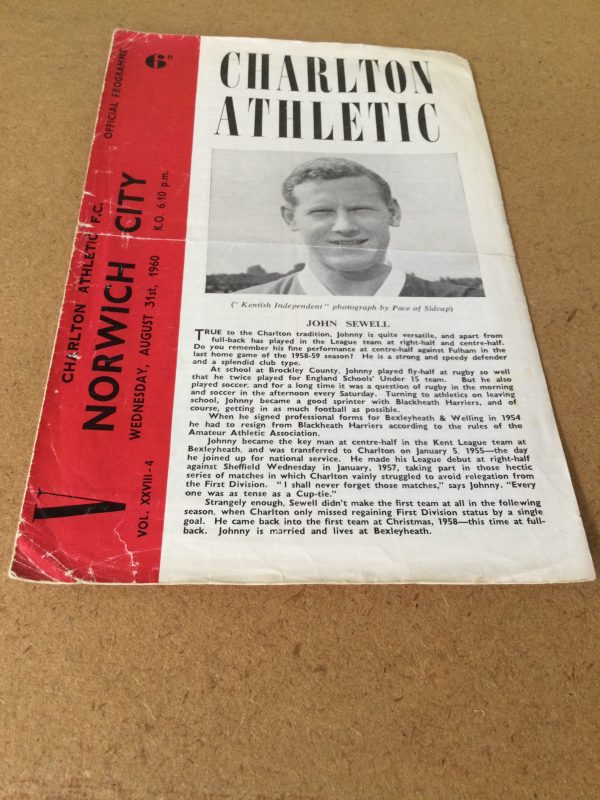 OFFICIAL PROGRAMME
6D
CHARLTON ATHLETIC F.C.
V NORWICH CITY
K.O. 6.10 p.m.
WEDNESDAY, AUGUST 31st, 1960
VOL. XXVIII-4
CHARLTON
ATHLETIC
(" Kentish Independent" photograph by Pace of Sidcup)
JOHN SEWELL
TRUE to the Charlton tradition, Johnny is quite versatile, and apart from
full-back has played in the League team at right-half and centre-half.
Do you remember his fine performance at centre-half against Fulham in the
last home game of the 1958-59 season? He is a strong and speedy defender
and a splendid club type.
At school at Brockley County, Johnny played fly-half at rugby so well
that he twice played for England Schools' Under 15 team. But he also
played soccer, and for a long time it was a question of rugby in the morning
and soccer in the afternoon every Saturday. Turning to athletics on leaving
school, Johnny became a good sprinter with Blackheath Harriers, and of
course, getting in as much football as possible.
When he signed professional forms for Bexleyheath & Welling in 1954
he had to resign from Blackheath Harriers according to the rules of the
Amateur Athletic Association.
Johnny became the key man at centre-half in the Kent League team at
Bexleyheath, and was transferred to Charlton on January 5, 1955—the day
he joined up for national service. He made his League debut at right-half
against Sheffield Wednesday in January, 1957, taking part in those hectic
series of matches in which Charlton vainly struggled to avoid relegation from
the First Division. "I shall never forget those matches," says Johnny. "Every
one was as tense as a Cup-tie."
Strangely enough, Sewell didn't make the first team at all in the following
season, when Charlton only missed regaining First Division status by a single
goal. He came back into the first team at Christmas, 1958—this time at full-
back. Johnny is married and lives at Bexleyheath.